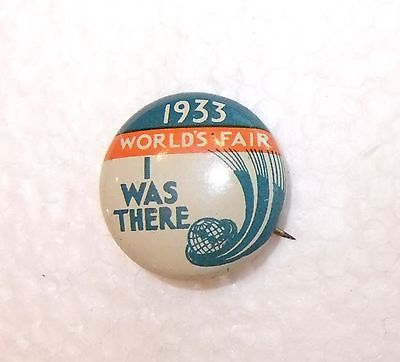 1933
WORLD'S FAIR
I
WAS
THERE